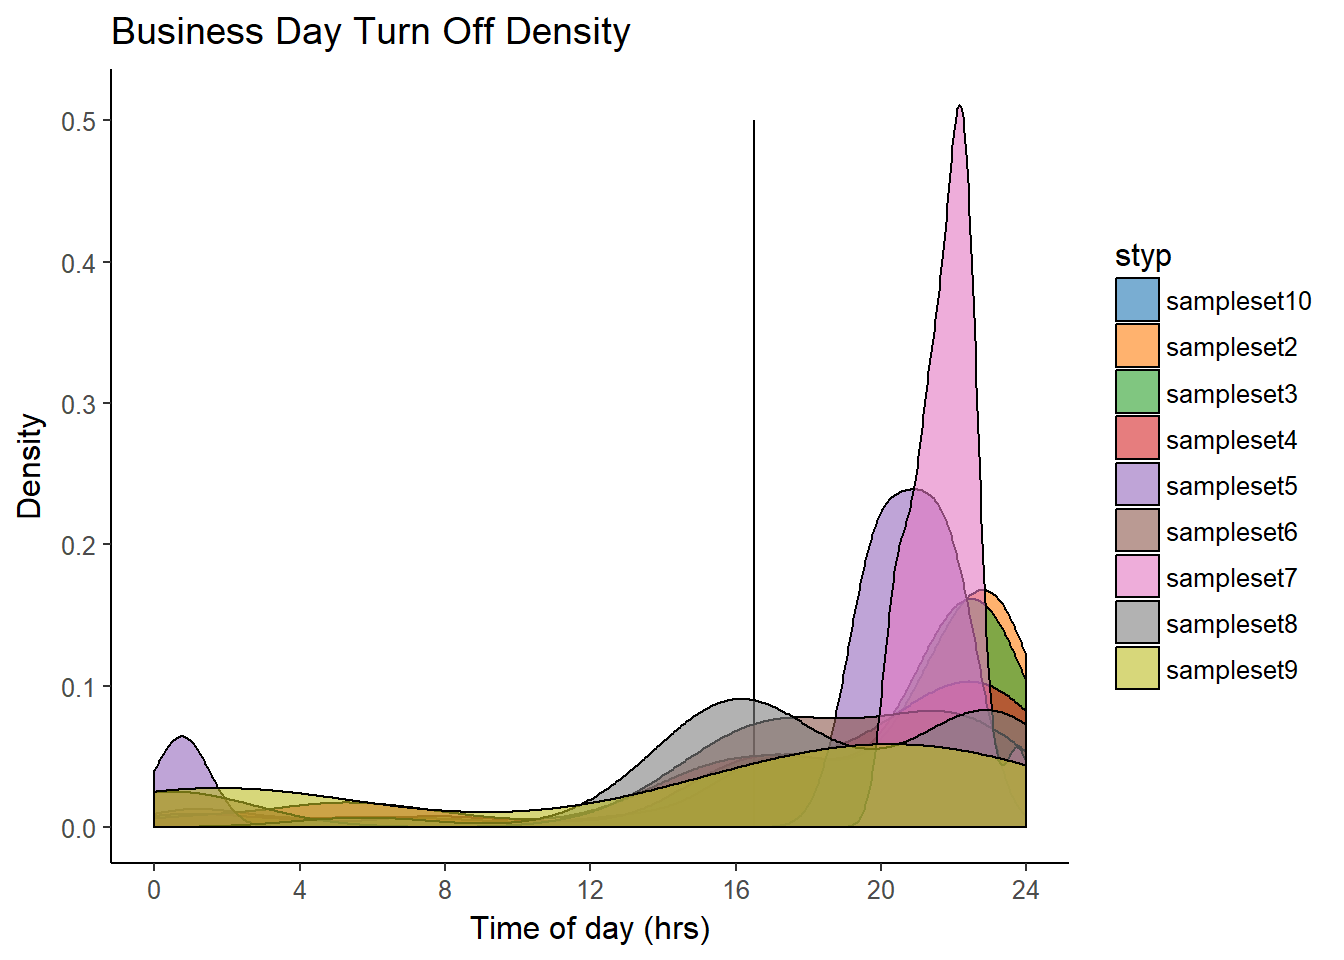 Business Day Turn Off Density
Density
0.5
0.4
0.3
0.2
0.1
0.0
0 4 8 12 16 20 24
Time of day (hrs)
styp
sampleset10
sampleset2
sampleset3
sampleset4
sampleset5
sampleset6
sampleset7
sampleset8
sampleset9